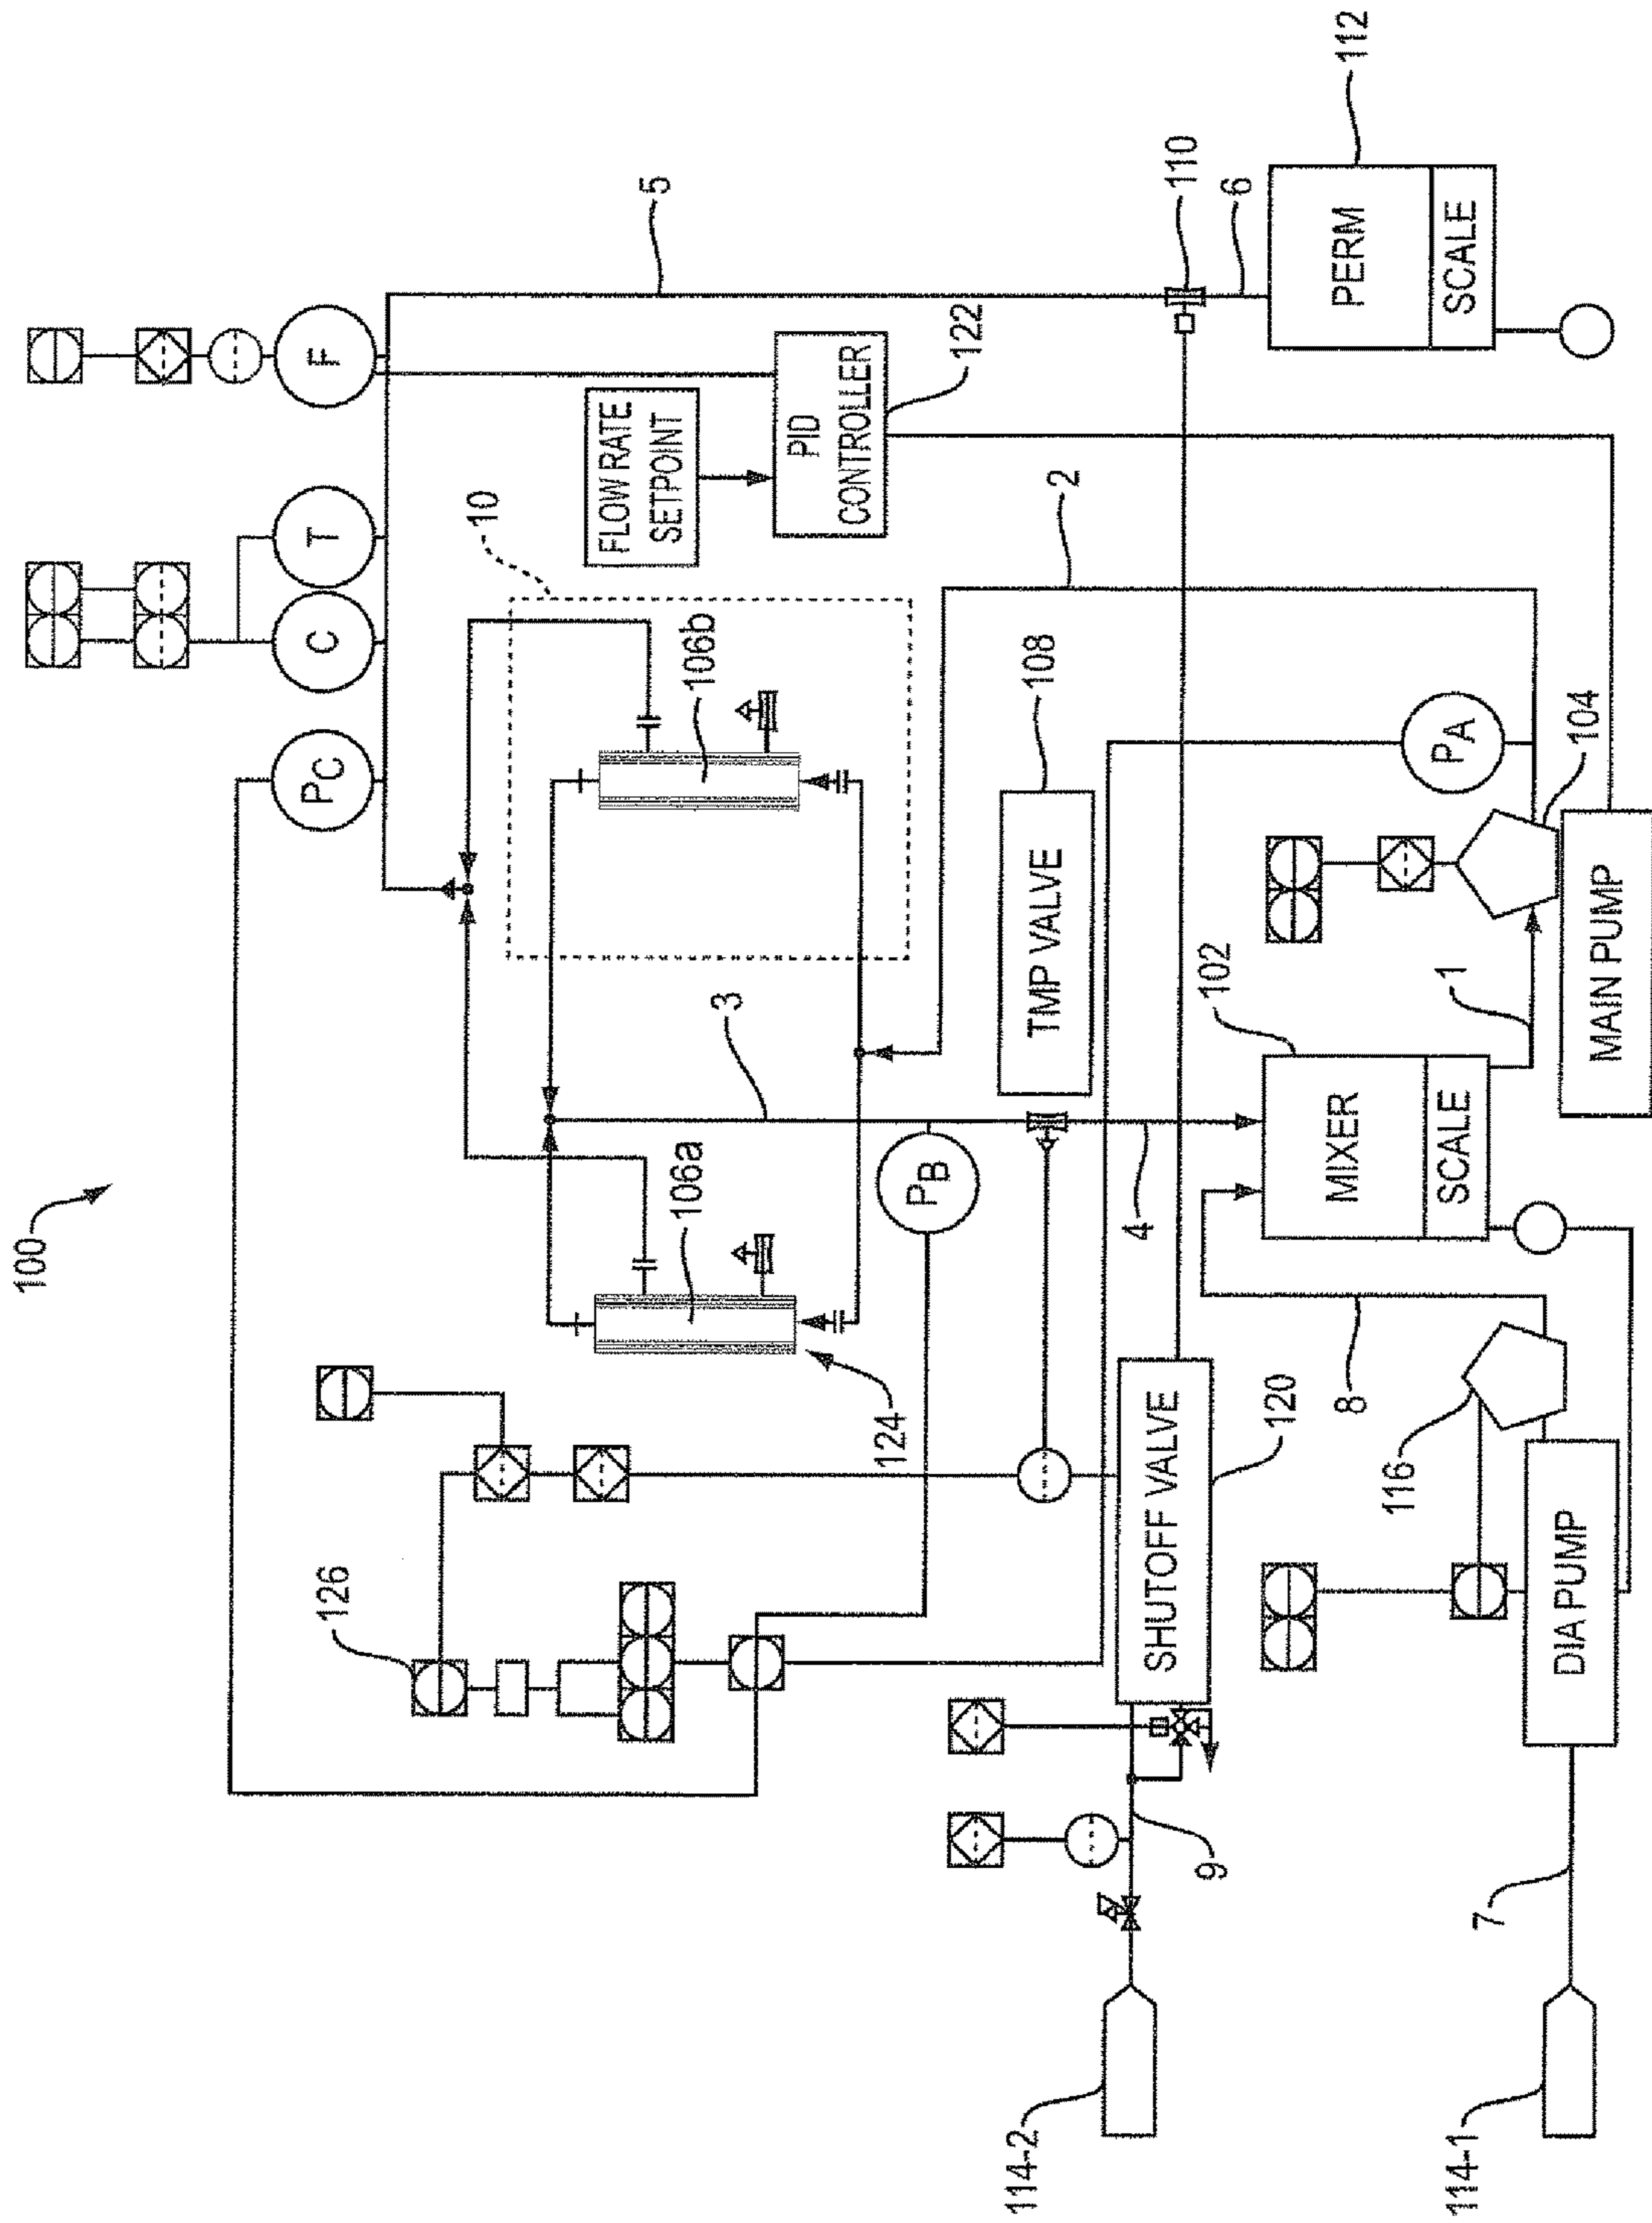 100
126
124
106a
106b
10
PC
C
T
F
FLOW RATE
SETPOINT
PID
CONTROLLER
122
5
3
PB
TMP VALVE
108
2
110
6
PERM
SCALE
112
114-2
9
SHUTOFF VALVE
120
4
MIXER
SCALE
102
1
PA
104
MAIN PUMP
8
116
DIA PUMP
7
114-1